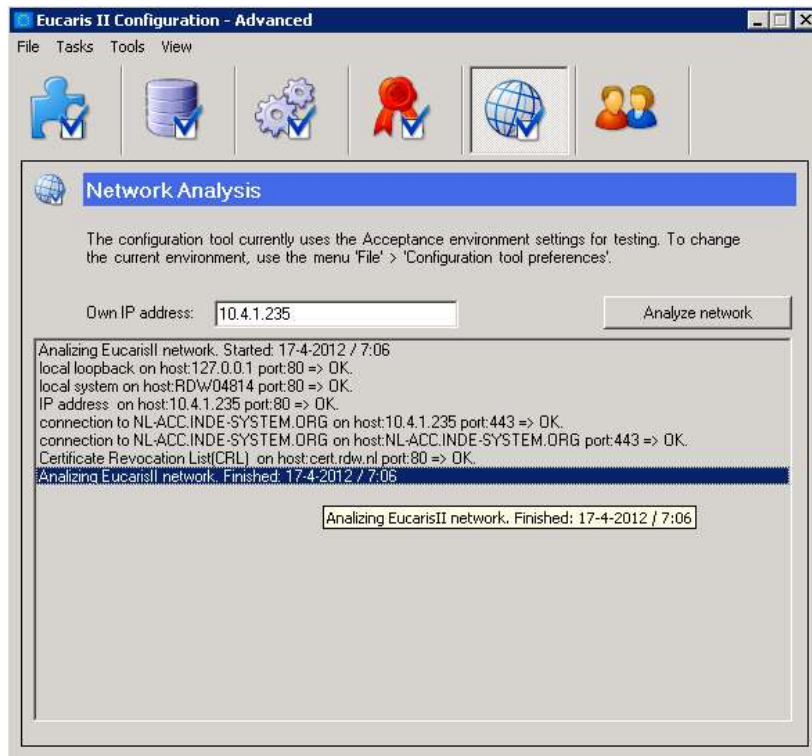 Eucaris II Configuration - Advanced
File Tasks Tools View
Network Analysis
The configuration tool currently uses the Acceptance environment settings for testing. To change
the current environment, use the menu 'File' > 'Configuration tool preferences'.
Own IP address: 10.4.1.235 Analyze network
Analizing EucarisII network. Started: 17-4-2012 / 7:06
local loopback on host:127.0.0.1 port:80 => OK.
local system on host:RDW04814 port:80 => OK.
IP address on host:10.4.1.235 port:80 => OK.
connection to NL-ACC.INDE-SYSTEM.ORG on host:10.4.1.235 port:443 => OK.
connection to NL-ACC.INDE-SYSTEM.ORG on host:NL-ACC.INDE-SYSTEM.ORG port:443 => OK.
Certificate Revocation List(CRL) on host:cert.rdw.nl port:80 => OK.
Analizing EucarisII network. Finished: 17-4-2012 / 7:06
Analizing EucarisII network. Finished: 17-4-2012 / 7:06